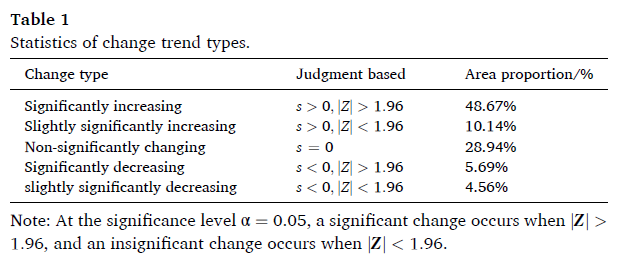 Table 1
Statistics of change trend types.
Change type Judgment based Area proportion/%
Significantly increasing s > 0, |Z| > 1.96 48.67%
Slightly significantly increasing s > 0, |Z| < 1.96 10.14%
Non-significantly changing s = 0 28.94%
Significantly decreasing s < 0, |Z| > 1.96 5.69%
slightly significantly decreasing s < 0, |Z| < 1.96 4.56%
Note: At the significance level α = 0.05, a significant change occurs when |Z| >
1.96, and an insignificant change occurs when |Z| < 1.96.